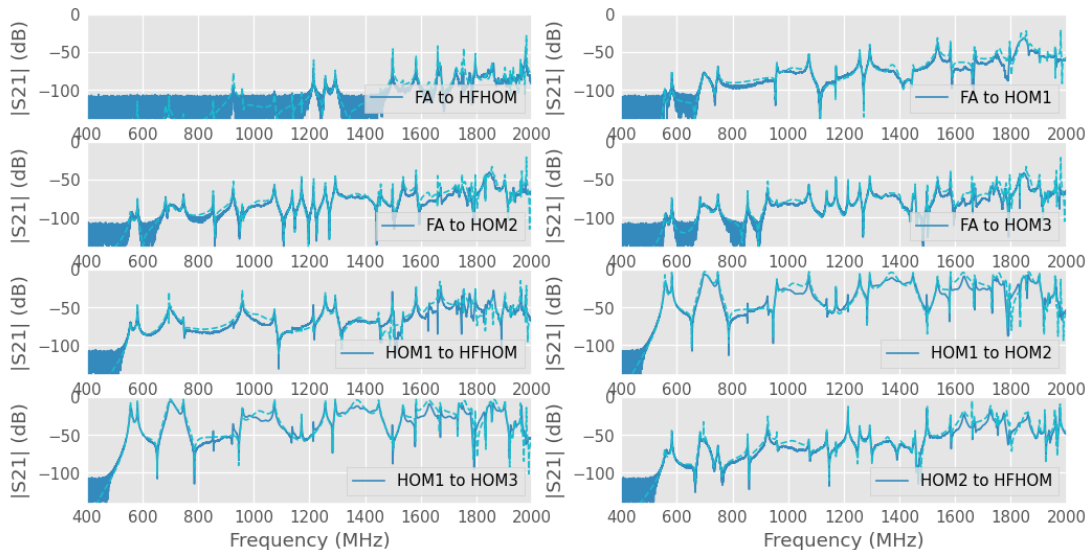 |S21| (dB)
0
−50
−100
400 600 800 1000 1200 1400 1600 1800 2000
FA to HFHOM
|S21| (dB)
0
−50
−100
400 600 800 1000 1200 1400 1600 1800 2000
FA to HOM1
|S21| (dB)
0
−50
−100
400 600 800 1000 1200 1400 1600 1800 2000
FA to HOM2
|S21| (dB)
0
−50
−100
400 600 800 1000 1200 1400 1600 1800 2000
FA to HOM3
|S21| (dB)
0
−50
−100
400 600 800 1000 1200 1400 1600 1800 2000
HOM1 to HFHOM
|S21| (dB)
0
−50
−100
400 600 800 1000 1200 1400 1600 1800 2000
HOM1 to HOM2
|S21| (dB)
0
−50
−100
400 600 800 1000 1200 1400 1600 1800 2000
HOM1 to HOM3
Frequency (MHz)
|S21| (dB)
0
−50
−100
400 600 800 1000 1200 1400 1600 1800 2000
HOM2 to HFHOM
Frequency (MHz)